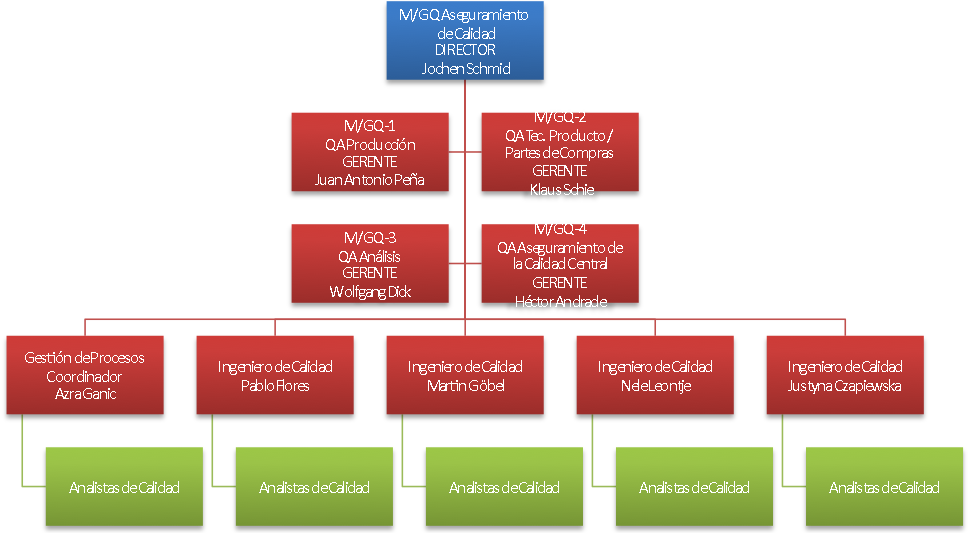 M/GQ Aseguramiento
de Calidad
DIRECTOR
Jochen Schmid
M/GQ-1
QA Producción
GERENTE
Juan Antonio Peña
M/GQ-2
QA Tec. Producto /
Partes de Compras
GERENTE
Klaus Schie
M/GQ-3
QA Análisis
GERENTE
Wolfgang Dick
M/GQ-4
QA Aseguramiento de
la Calidad Central
GERENTE
Héctor Andrade
Gestión de Procesos
Coordinador
Azra Ganic
Ingeniero de Calidad
Pablo Flores
Ingeniero de Calidad
Martin Göbel
Ingeniero de Calidad
Nele Leontje
Ingeniero de Calidad
Justyna Czapiewska
Analistas de Calidad
Analistas de Calidad
Analistas de Calidad
Analistas de Calidad
Analistas de Calidad